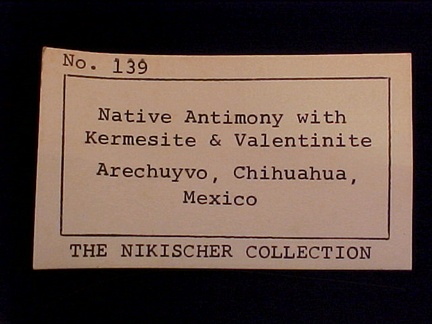 No. 139
Native Antimony with
Kermesite & Valentinite
Arechuyvo, Chihuahua,
Mexico
THE NIKISCHER COLLECTION